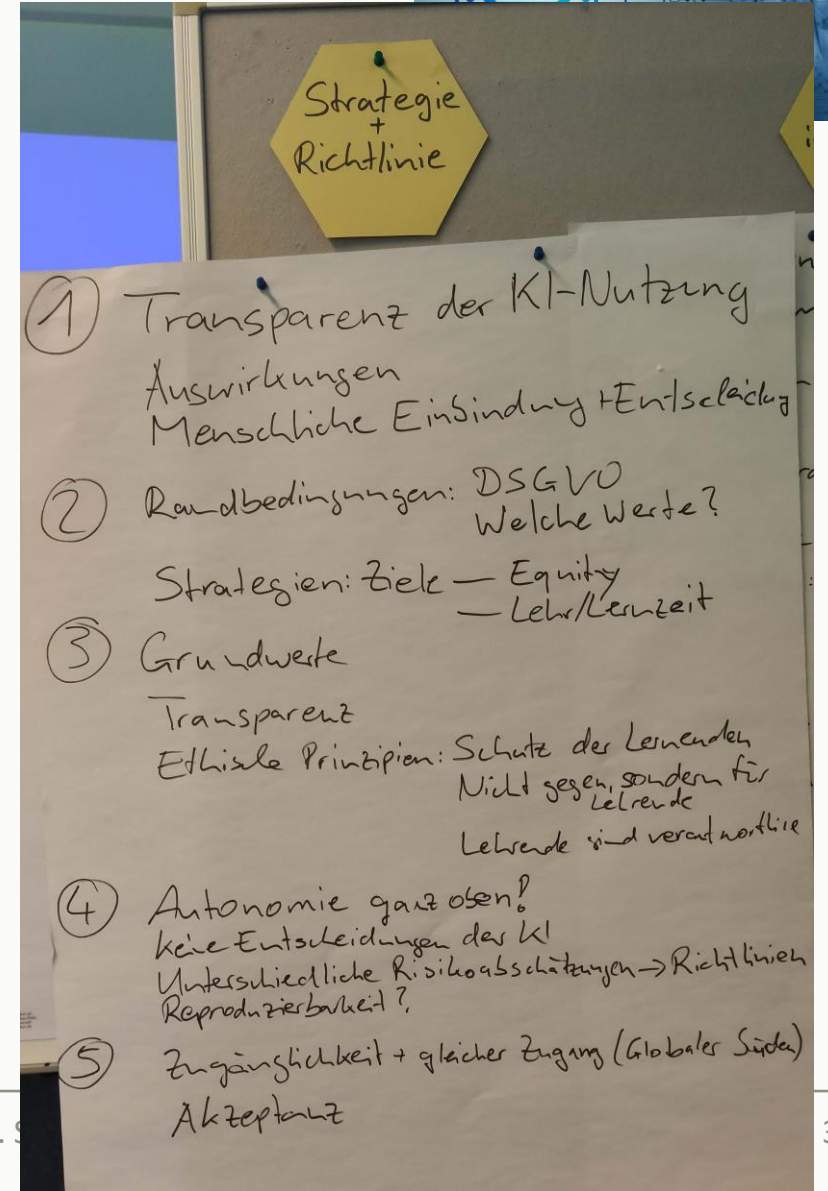 Strategie
+
Richtlinie
1 Transparenz der KI-Nutzung
Auswirkungen
Menschliche Einbindung + Entscheidung
2 Randbedingungen: DSGVO
Welche Werte?
Strategien: Ziele — Equity
— Lehr/Lernzeit
3 Grundwerte
Transparenz
Ethische Prinzipien: Schutz der Lernenden
Nicht gegen, sondern für
Lehrende
Lehrende sind verantwortlich
4 Autonomie ganz oben!
keine Entscheidungen der KI
Unterschiedliche Risikoabschätzungen → Richtlinien
Reproduzierbarkeit?
5 Zugänglichkeit + gleicher Zugang (Globaler Süden)
Akzeptanz